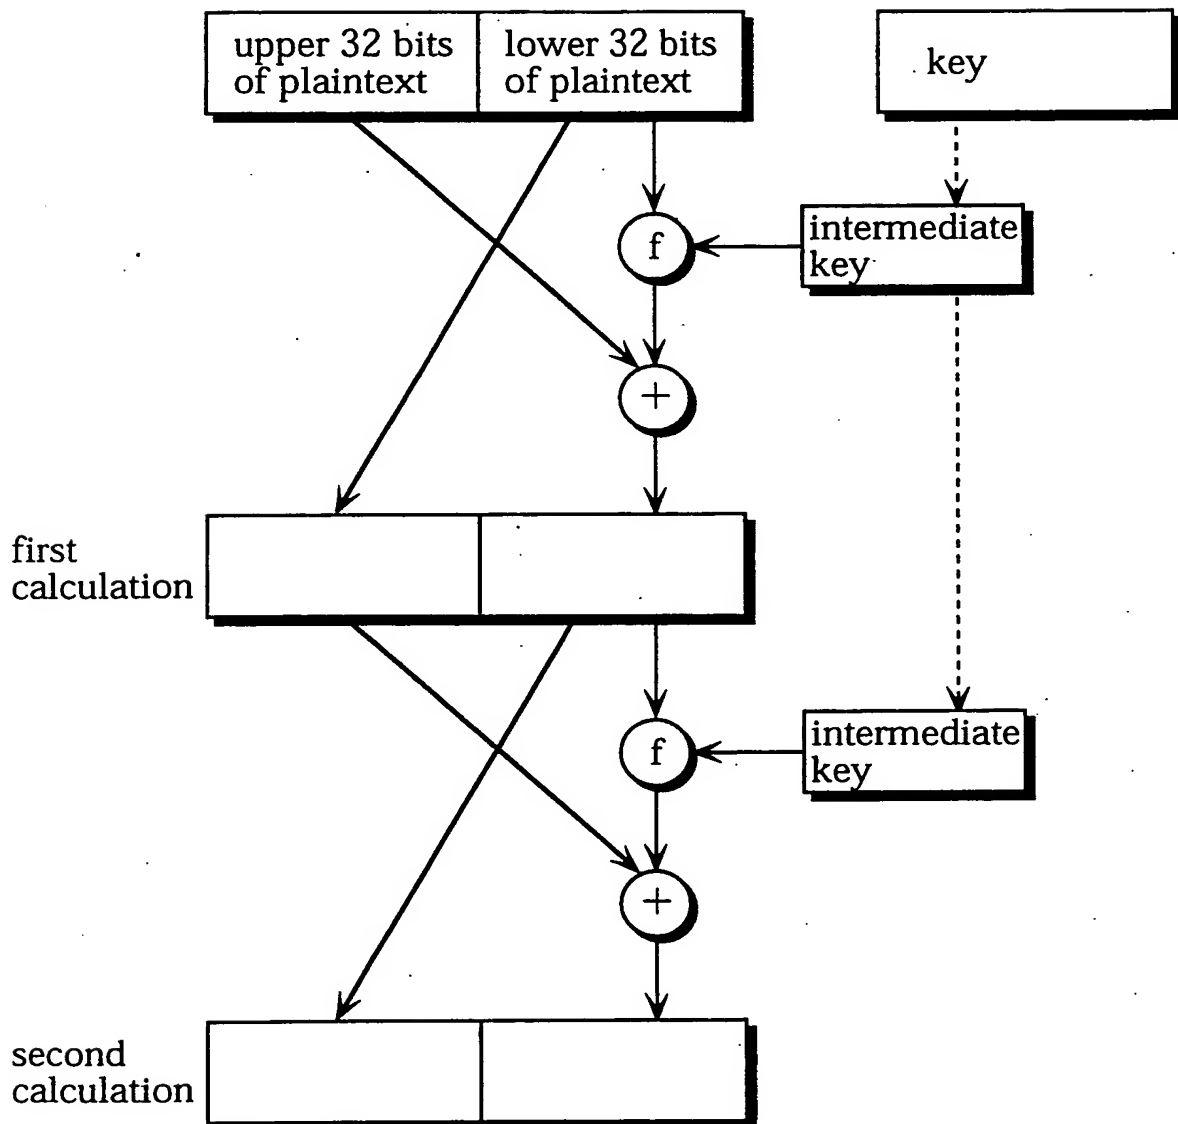 upper 32 bits
of plaintext
lower 32 bits
of plaintext
key
intermediate
key
f
+
first
calculation
intermediate
key
f
+
second
calculation